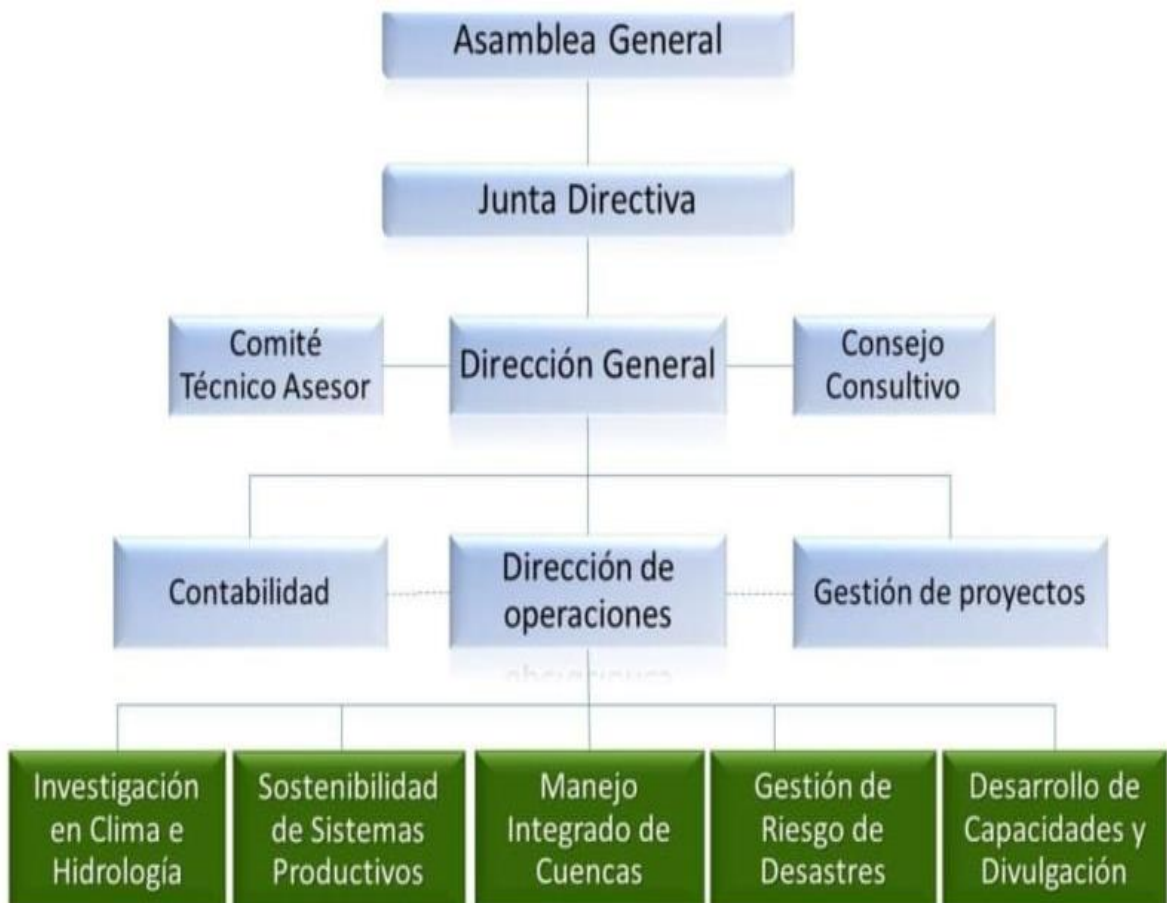 Asamblea General
Junta Directiva
Comité
Técnico Asesor
Dirección General
Consejo
Consultivo
Contabilidad
Dirección de
operaciones
Gestión de proyectos
Investigación
en Clima e
Hidrología
Sostenibilidad
de Sistemas
Productivos
Manejo
Integrado de
Cuencas
Gestión de
Riesgo de
Desastres
Desarrollo de
Capacidades y
Divulgación